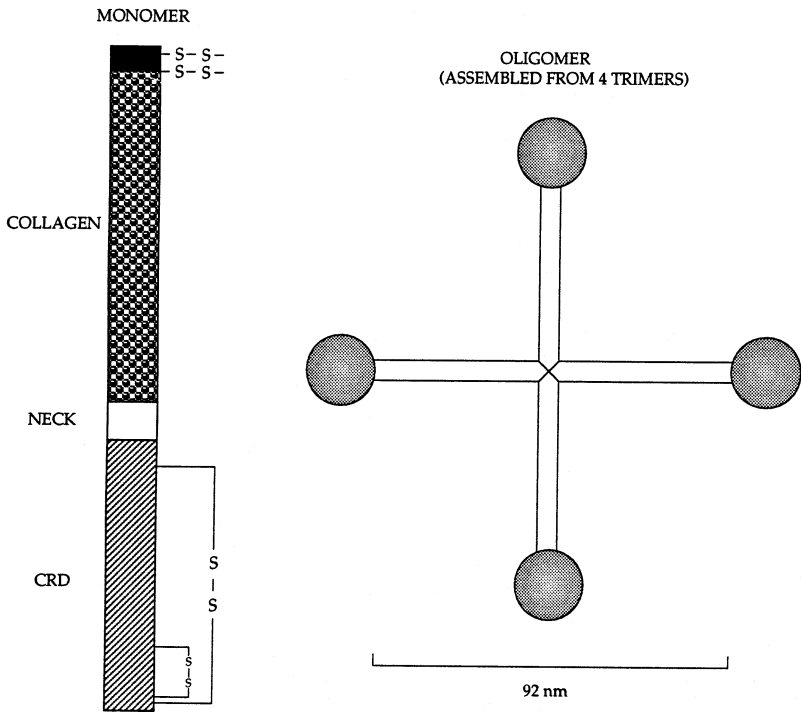 MONOMER
S–S–
S–S–
COLLAGEN
NECK
CRD
S
S
S
S
OLIGOMER
(ASSEMBLED FROM 4 TRIMERS)
92 nm